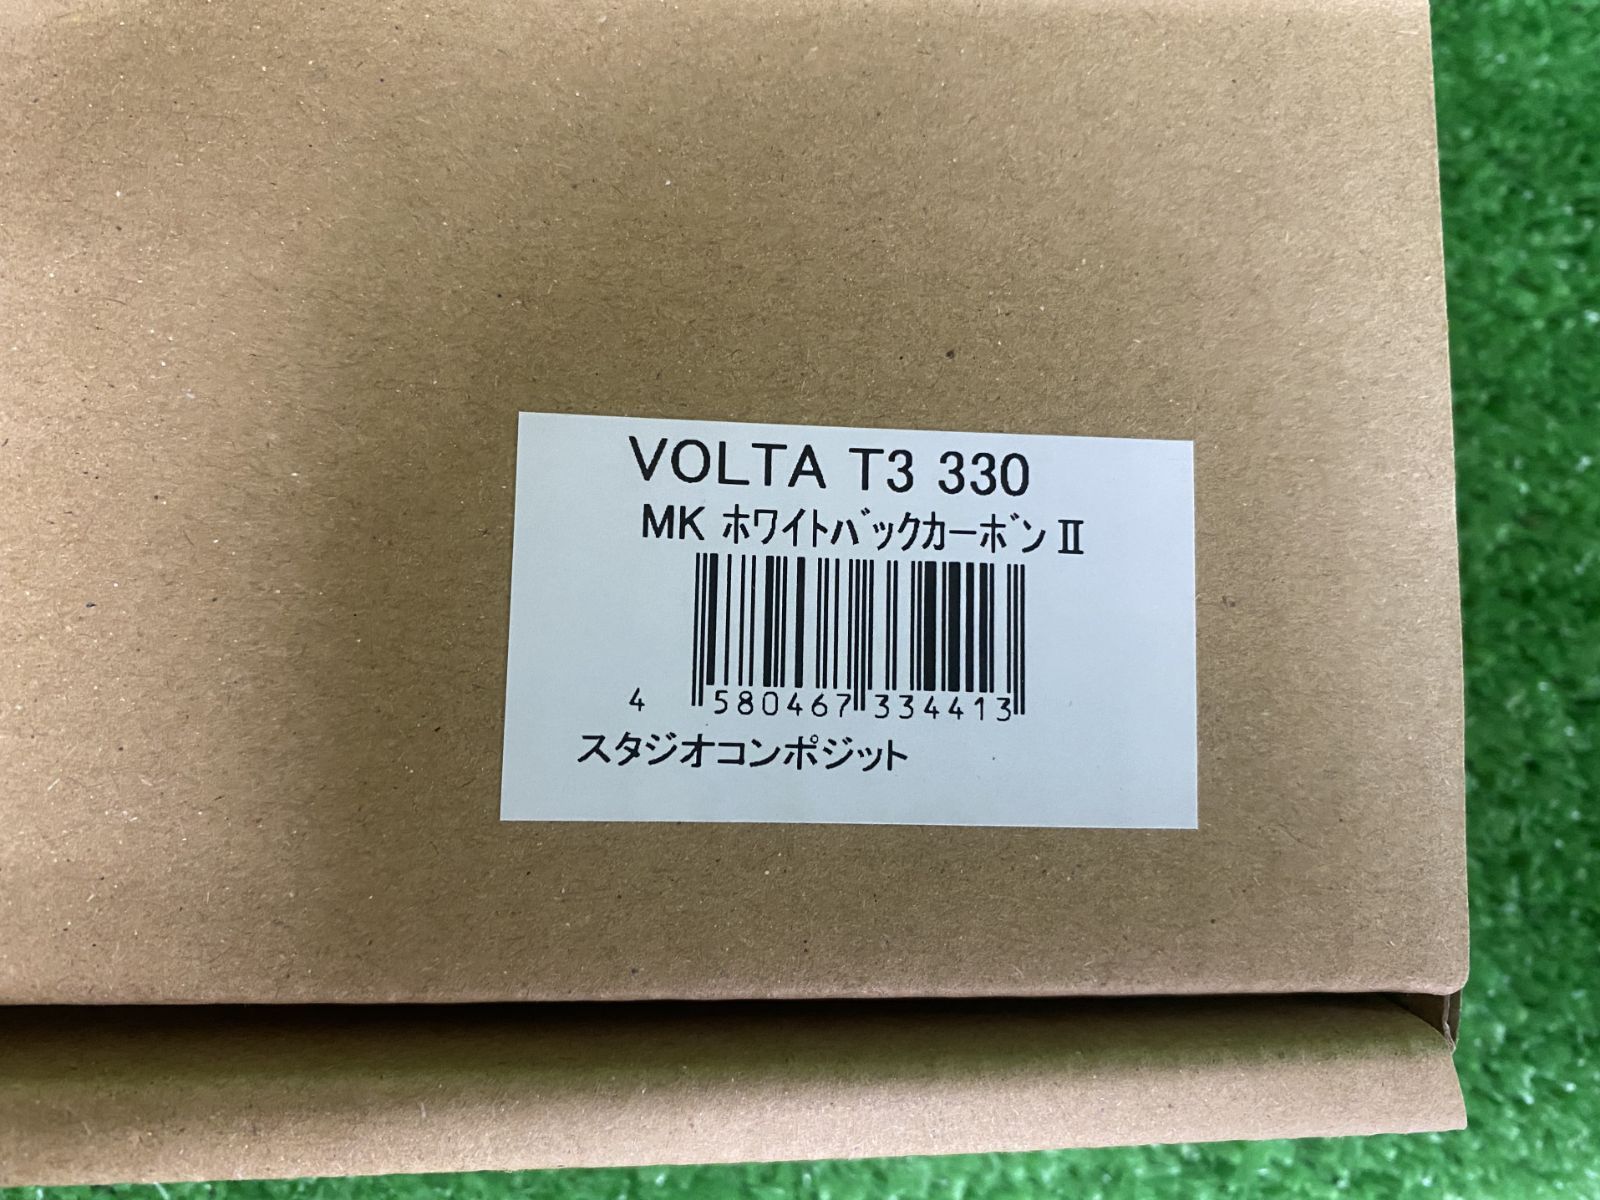 VOLTA T3 330
MK ホワイトバックカーボンⅡ
4 580467 334413
スタジオコンポジット